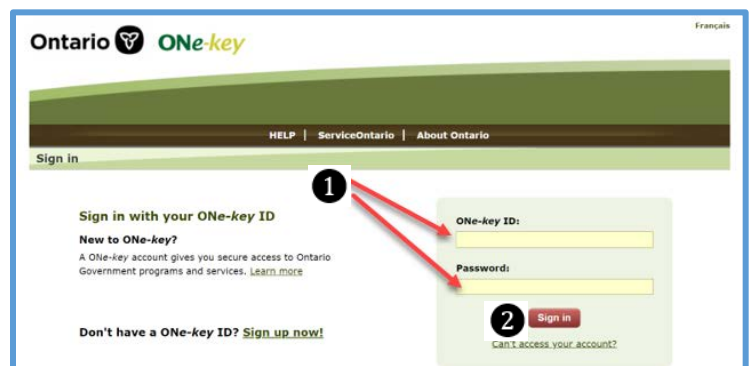 Français
Ontario ONe-key
HELP | ServiceOntario | About Ontario
Sign in
1
Sign in with your ONe-key ID
New to ONe-key?
A ONe-key account gives you secure access to Ontario
Government programs and services. Learn more
Don't have a ONe-key ID? Sign up now!
ONe-key ID:
Password:
2 Sign in
Can't access your account?